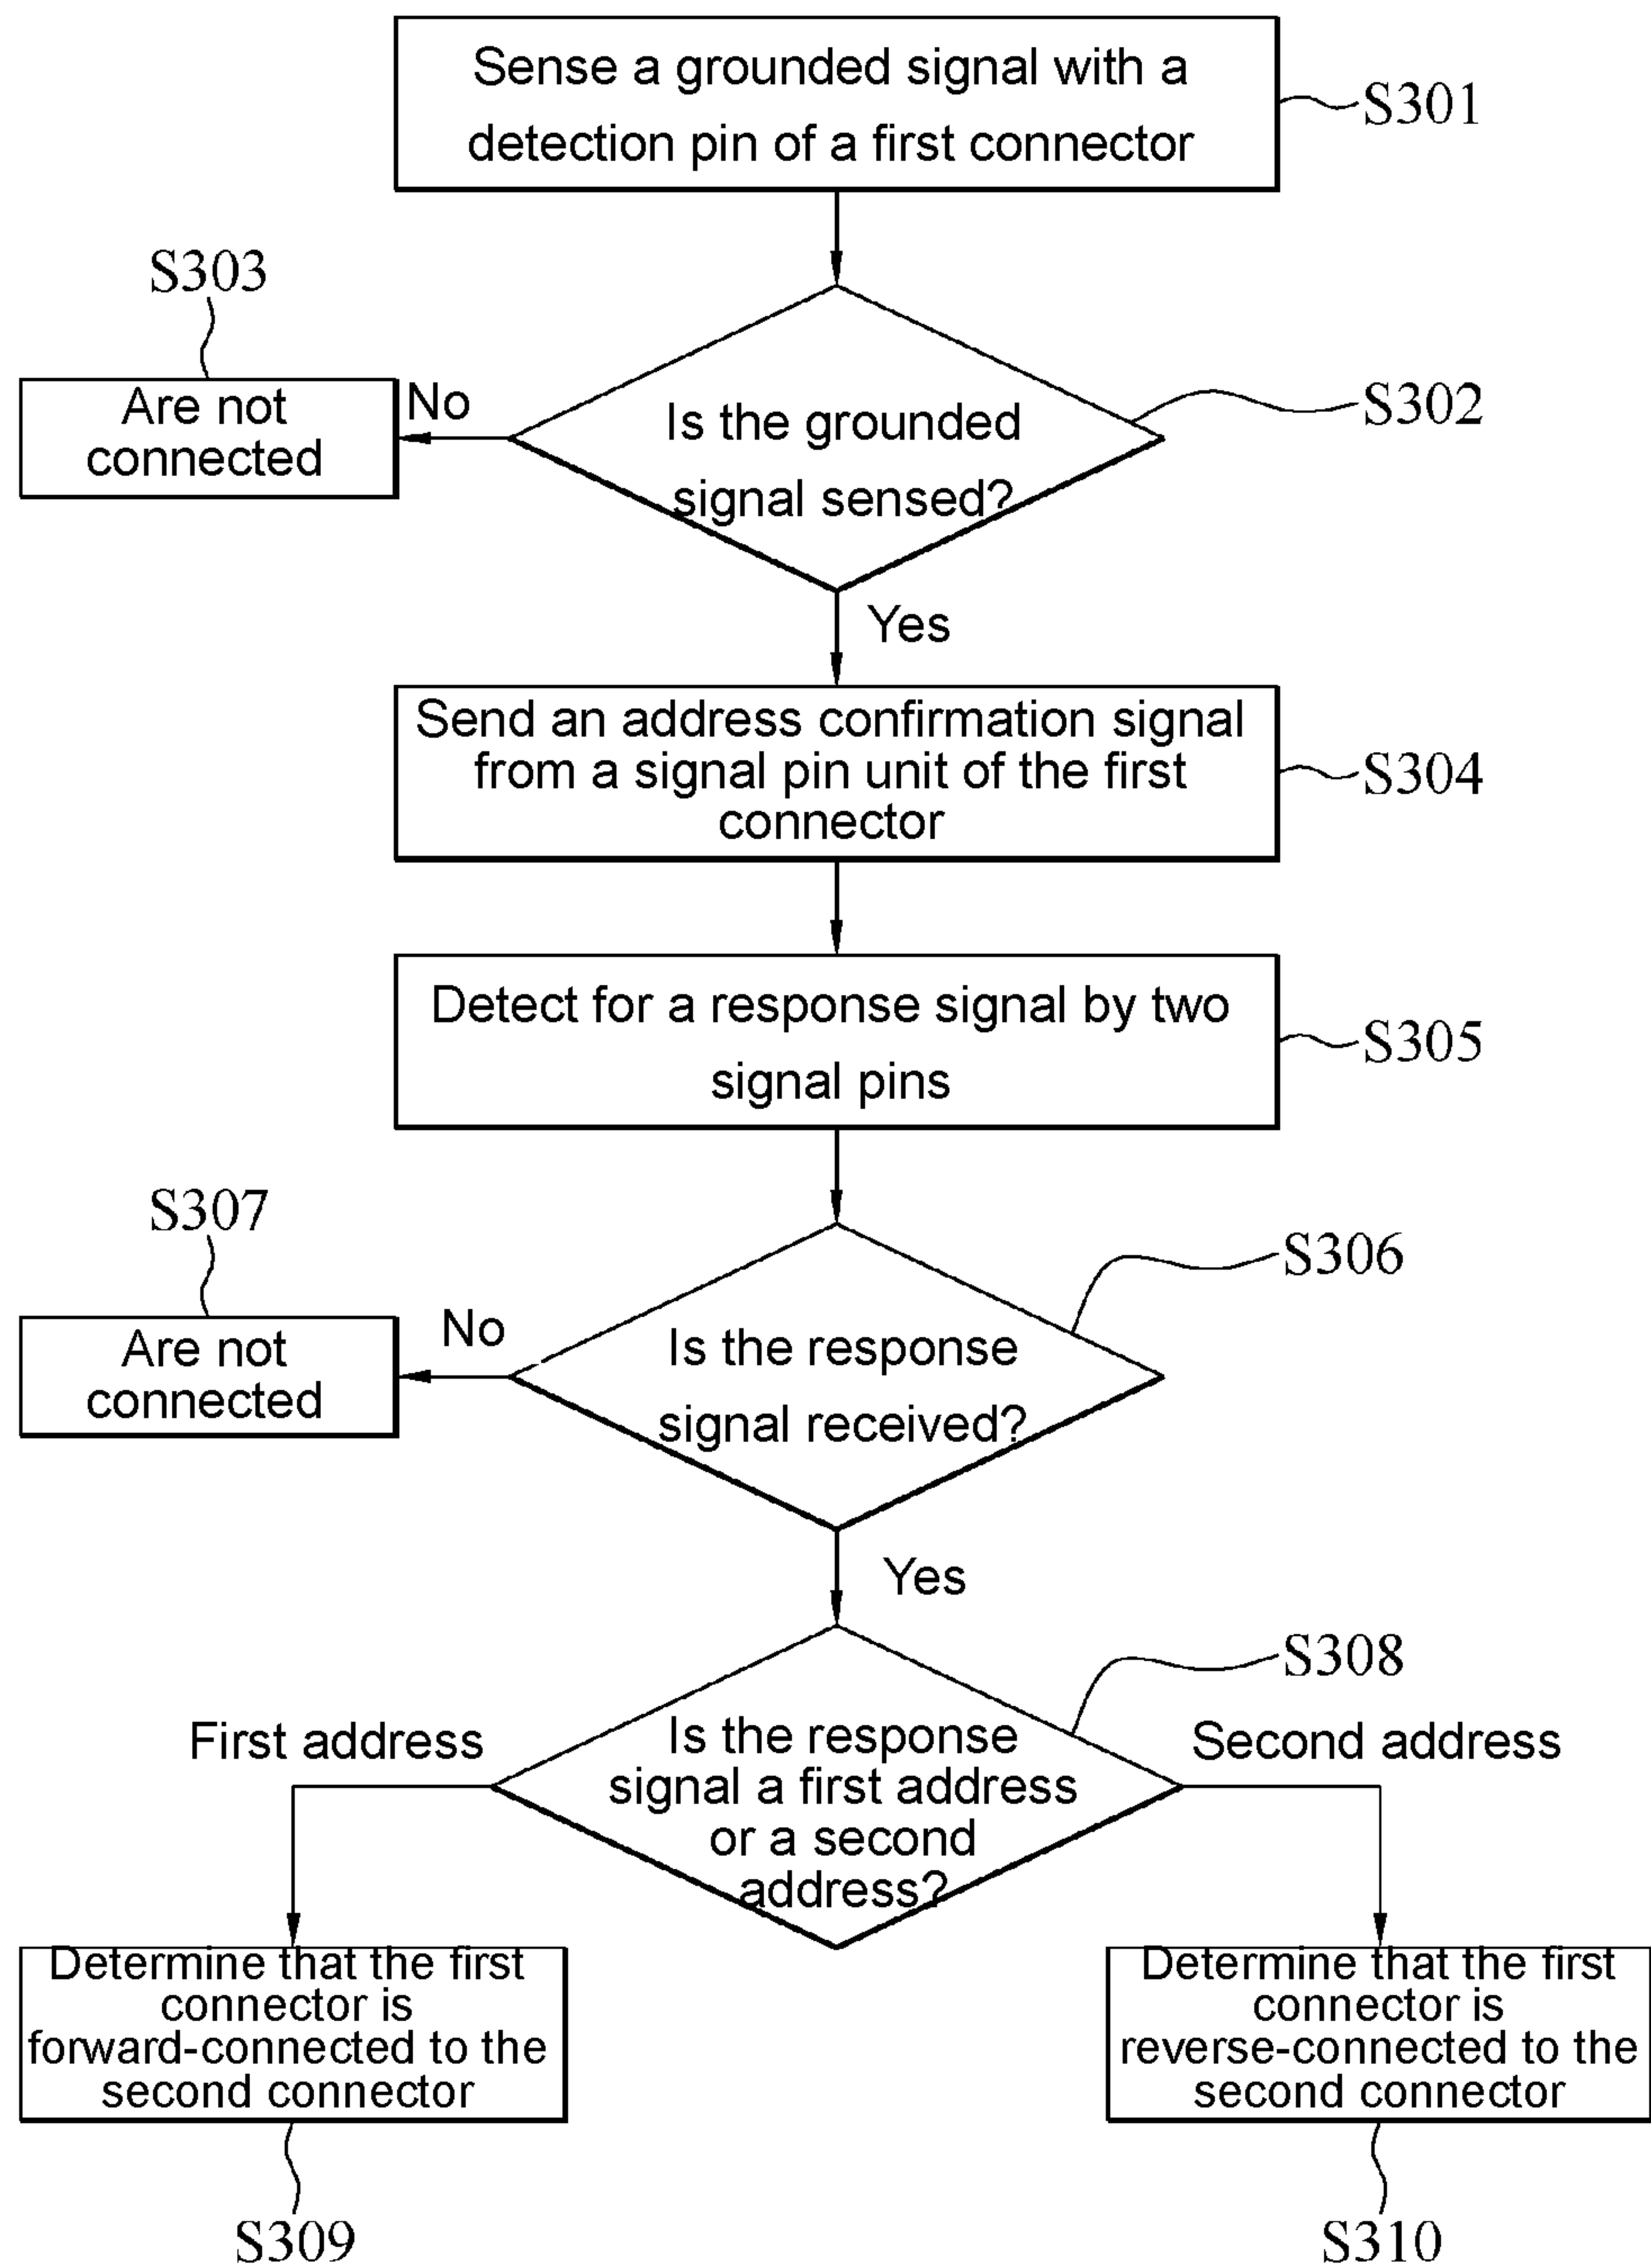 Sense a grounded signal with a
detection pin of a first connector
S301
S303
Are not
connected
No
Is the grounded
signal sensed?
S302
Yes
Send an address confirmation signal
from a signal pin unit of the first
connector
S304
Detect for a response signal by two
signal pins
S305
S307
Are not
connected
No
Is the response
signal received?
S306
Yes
S308
First address
Is the response
signal a first address
or a second
address?
Second address
Determine that the first
connector is
forward-connected to the
second connector
S309
Determine that the first
connector is
reverse-connected to the
second connector
S310